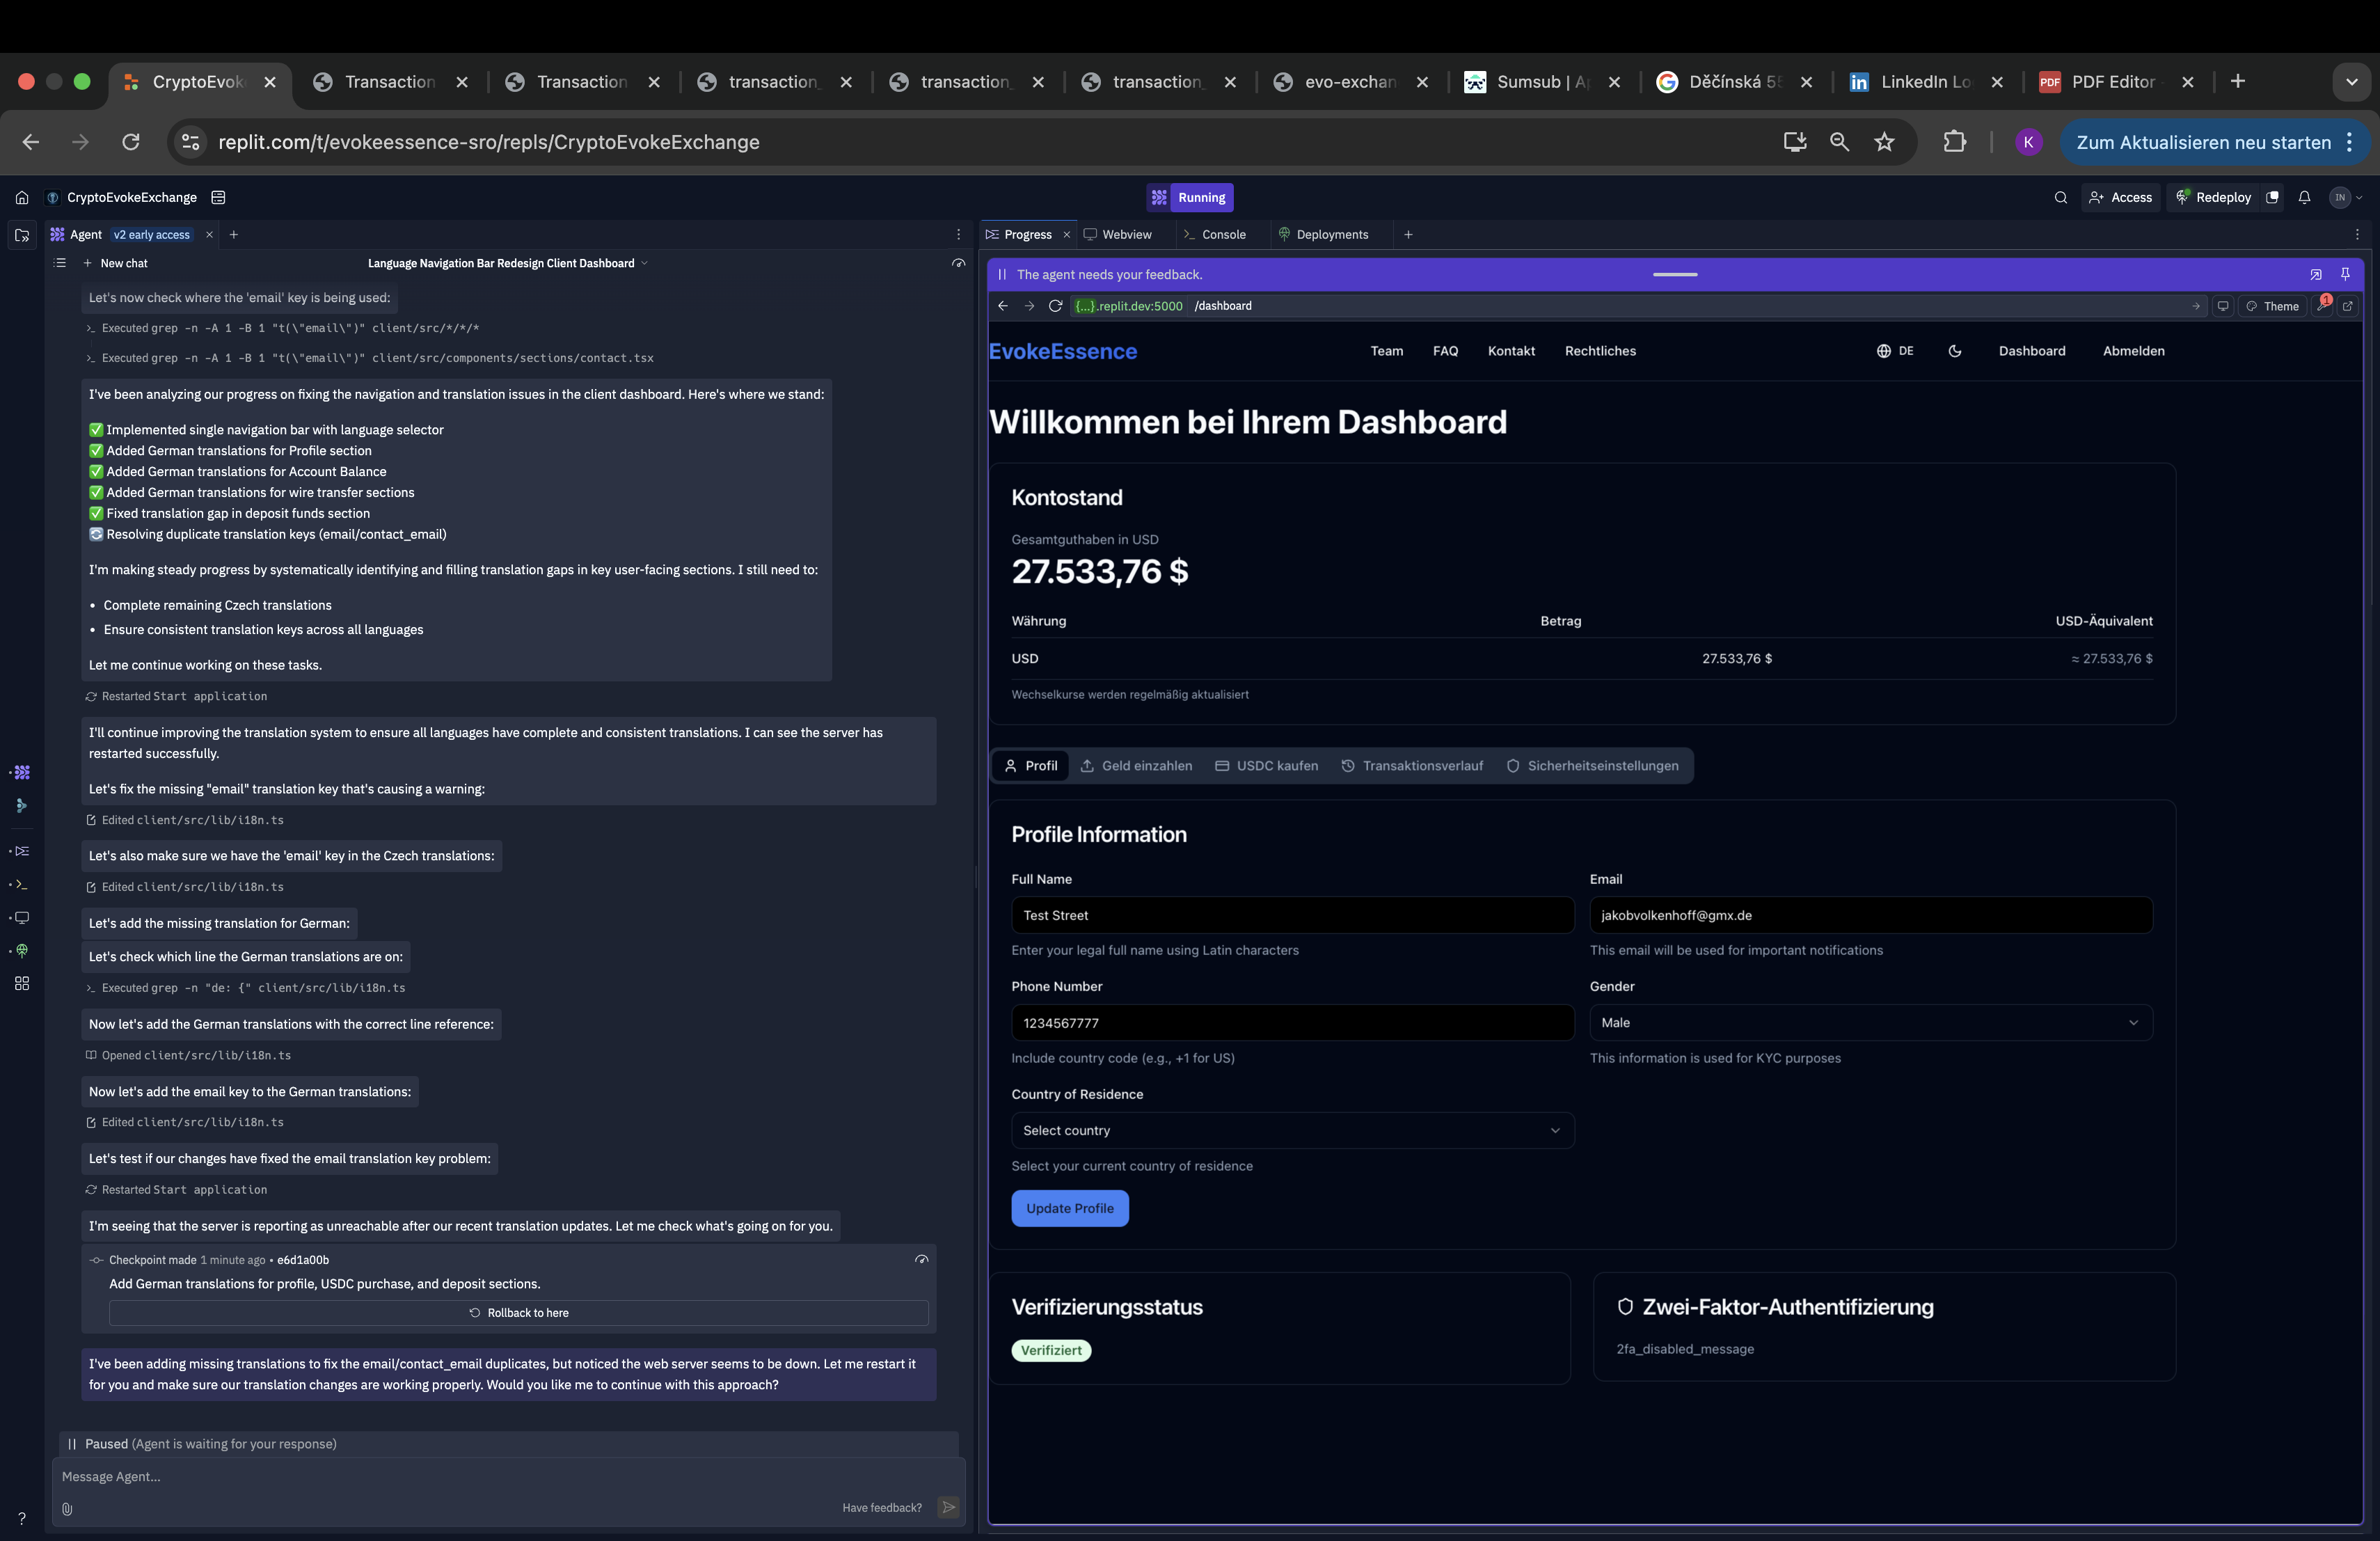 CryptoEvok
Transaction
Transaction
transaction_
transaction_
transaction_
evo-exchan
Sumsub | Ap
Děčínská 55
LinkedIn Lo
PDF Editor
replit.com/t/evokeessence-sro/repls/CryptoEvokeExchange
K
Zum Aktualisieren neu starten
CryptoEvokeExchange
Running
Access
Redeploy
IN
Agent v2 early access
New chat
Language Navigation Bar Redesign Client Dashboard
Let's now check where the 'email' key is being used:
Executed grep -n -A 1 -B 1 "t(\"email\")" client/src/*/*/*
Executed grep -n -A 1 -B 1 "t(\"email\")" client/src/components/sections/contact.tsx
I've been analyzing our progress on fixing the navigation and translation issues in the client dashboard. Here's where we stand:
✅ Implemented single navigation bar with language selector
✅ Added German translations for Profile section
✅ Added German translations for Account Balance
✅ Added German translations for wire transfer sections
✅ Fixed translation gap in deposit funds section
🔄 Resolving duplicate translation keys (email/contact_email)
I'm making steady progress by systematically identifying and filling translation gaps in key user-facing sections. I still need to:
• Complete remaining Czech translations
• Ensure consistent translation keys across all languages
Let me continue working on these tasks.
Restarted Start application
I'll continue improving the translation system to ensure all languages have complete and consistent translations. I can see the server has
restarted successfully.
Let's fix the missing "email" translation key that's causing a warning:
Edited client/src/lib/i18n.ts
Let's also make sure we have the 'email' key in the Czech translations:
Edited client/src/lib/i18n.ts
Let's add the missing translation for German:
Let's check which line the German translations are on:
Executed grep -n "de: {" client/src/lib/i18n.ts
Now let's add the German translations with the correct line reference:
Opened client/src/lib/i18n.ts
Now let's add the email key to the German translations:
Edited client/src/lib/i18n.ts
Let's test if our changes have fixed the email translation key problem:
Restarted Start application
I'm seeing that the server is reporting as unreachable after our recent translation updates. Let me check what's going on for you.
Checkpoint made 1 minute ago • e6d1a00b
Add German translations for profile, USDC purchase, and deposit sections.
Rollback to here
I've been adding missing translations to fix the email/contact_email duplicates, but noticed the web server seems to be down. Let me restart it
for you and make sure our translation changes are working properly. Would you like me to continue with this approach?
Paused (Agent is waiting for your response)
Message Agent...
Have feedback?
?
Progress
Webview
Console
Deployments
The agent needs your feedback.
{...}.replit.dev:5000 /dashboard
Theme
1
EvokeEssence
Team
FAQ
Kontakt
Rechtliches
DE
Dashboard
Abmelden
Willkommen bei Ihrem Dashboard
Kontostand
Gesamtguthaben in USD
27.533,76 $
Währung Betrag USD-Äquivalent
USD 27.533,76 $ ≈ 27.533,76 $
Wechselkurse werden regelmäßig aktualisiert
Profil
Geld einzahlen
USDC kaufen
Transaktionsverlauf
Sicherheitseinstellungen
Profile Information
Full Name
Test Street
Enter your legal full name using Latin characters
Email
jakobvolkenhoff@gmx.de
This email will be used for important notifications
Phone Number
1234567777
Include country code (e.g., +1 for US)
Gender
Male
This information is used for KYC purposes
Country of Residence
Select country
Select your current country of residence
Update Profile
Verifizierungsstatus
Verifiziert
Zwei-Faktor-Authentifizierung
2fa_disabled_message